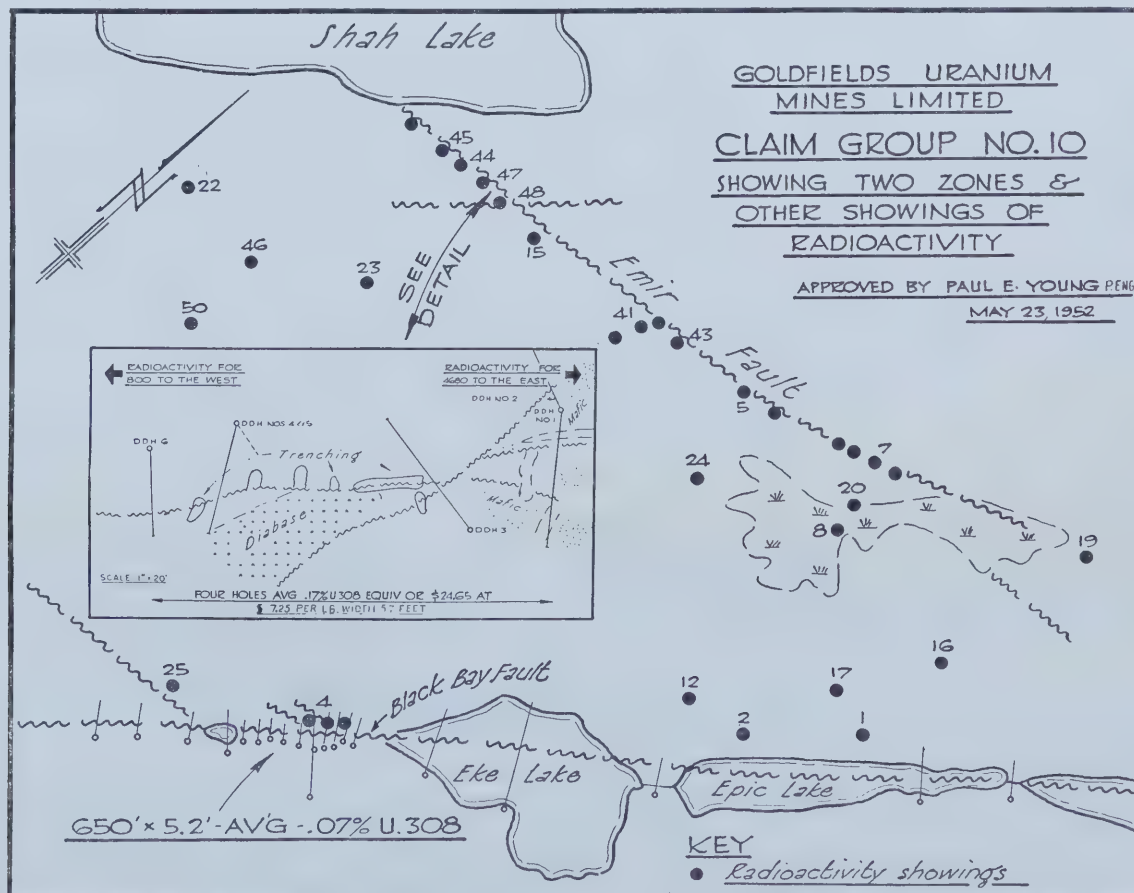 Shah Lake
GOLDFIELDS URANIUM
MINES LIMITED
CLAIM GROUP NO. 10
SHOWING TWO ZONES &
OTHER SHOWINGS OF
RADIOACTIVITY
APPROVED BY PAUL E. YOUNG P.ENG
MAY 23, 1952
45
44
47
48
22
15
46
23
50
SEE
DETAIL
Emir
Fault
41
43
5
7
24
20
8
19
RADIOACTIVITY FOR
800 TO THE WEST
RADIOACTIVITY FOR
4680 TO THE EAST
DDH NO 2
DDH
NO 1
Mafic
DDH 6
DDH NOS 4 & 5
Trenching
Diabase
Mafic
DDH 3
SCALE 1" = 20'
FOUR HOLES AVG .17% U308 EQUIV OR $24.65 AT
$ 7.25 PER LB. WIDTH FEET
25
4
Black Bay Fault
12
17
16
2
1
Eke Lake
Epic Lake
650' x 5.2' - AV'G - .07% U.308
KEY
Radioactivity showings